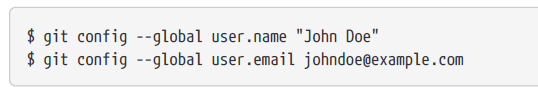 $ git config --global user.name "John Doe"
$ git config --global user.email johndoe@example.com